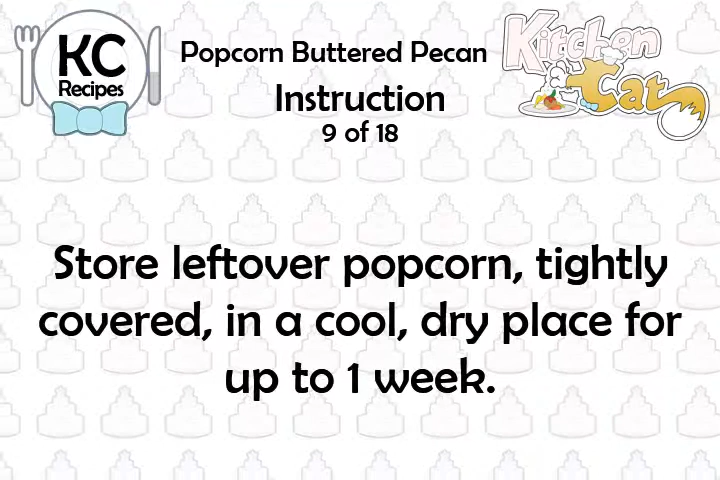 KC
Recipes
Popcorn Buttered Pecan
Kitchen
Cat
Instruction
9 of 18
Store leftover popcorn, tightly
covered, in a cool, dry place for
up to 1 week.